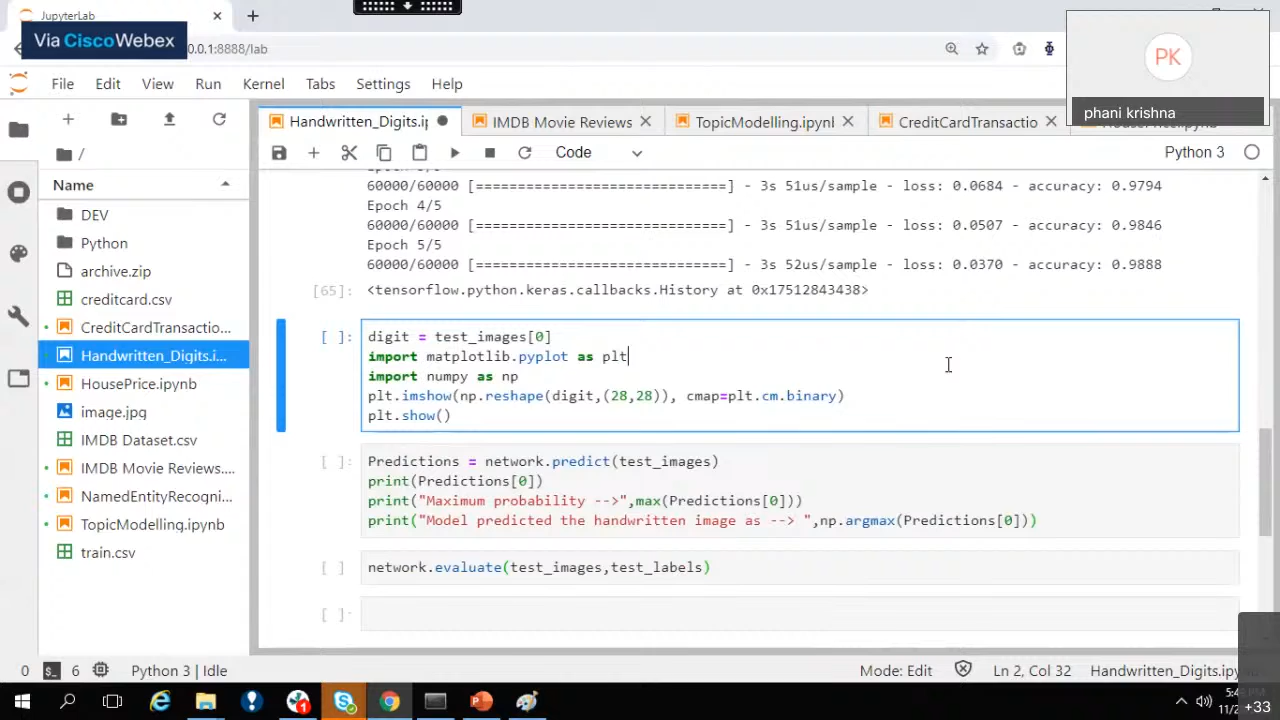 JupyterLab
Via Cisco Webex
0.0.1:8888/lab
PK
phani krishna
File Edit View Run Kernel Tabs Settings Help
Handwritten_Digits.ip
IMDB Movie Reviews
TopicModelling.ipynl
CreditCardTransactio
Code
Python 3
/
Name
DEV
Python
archive.zip
creditcard.csv
CreditCardTransactio...
Handwritten_Digits.i...
HousePrice.ipynb
image.jpg
IMDB Dataset.csv
IMDB Movie Reviews....
NamedEntityRecogni...
TopicModelling.ipynb
train.csv
60000/60000 [==============================] - 3s 51us/sample - loss: 0.0684 - accuracy: 0.9794
Epoch 4/5
60000/60000 [==============================] - 3s 51us/sample - loss: 0.0507 - accuracy: 0.9846
Epoch 5/5
60000/60000 [==============================] - 3s 52us/sample - loss: 0.0370 - accuracy: 0.9888
[65]: <tensorflow.python.keras.callbacks.History at 0x17512843438>
[ ]: digit = test_images[0]
import matplotlib.pyplot as plt
import numpy as np
plt.imshow(np.reshape(digit,(28,28)), cmap=plt.cm.binary)
plt.show()
[ ]: Predictions = network.predict(test_images)
print(Predictions[0])
print("Maximum probability -->",max(Predictions[0]))
print("Model predicted the handwritten image as --> ",np.argmax(Predictions[0]))
[ ]: network.evaluate(test_images,test_labels)
[ ]:
0 6 Python 3 | Idle
Mode: Edit
Ln 2, Col 32
Handwritten_Digits.ipy
+33